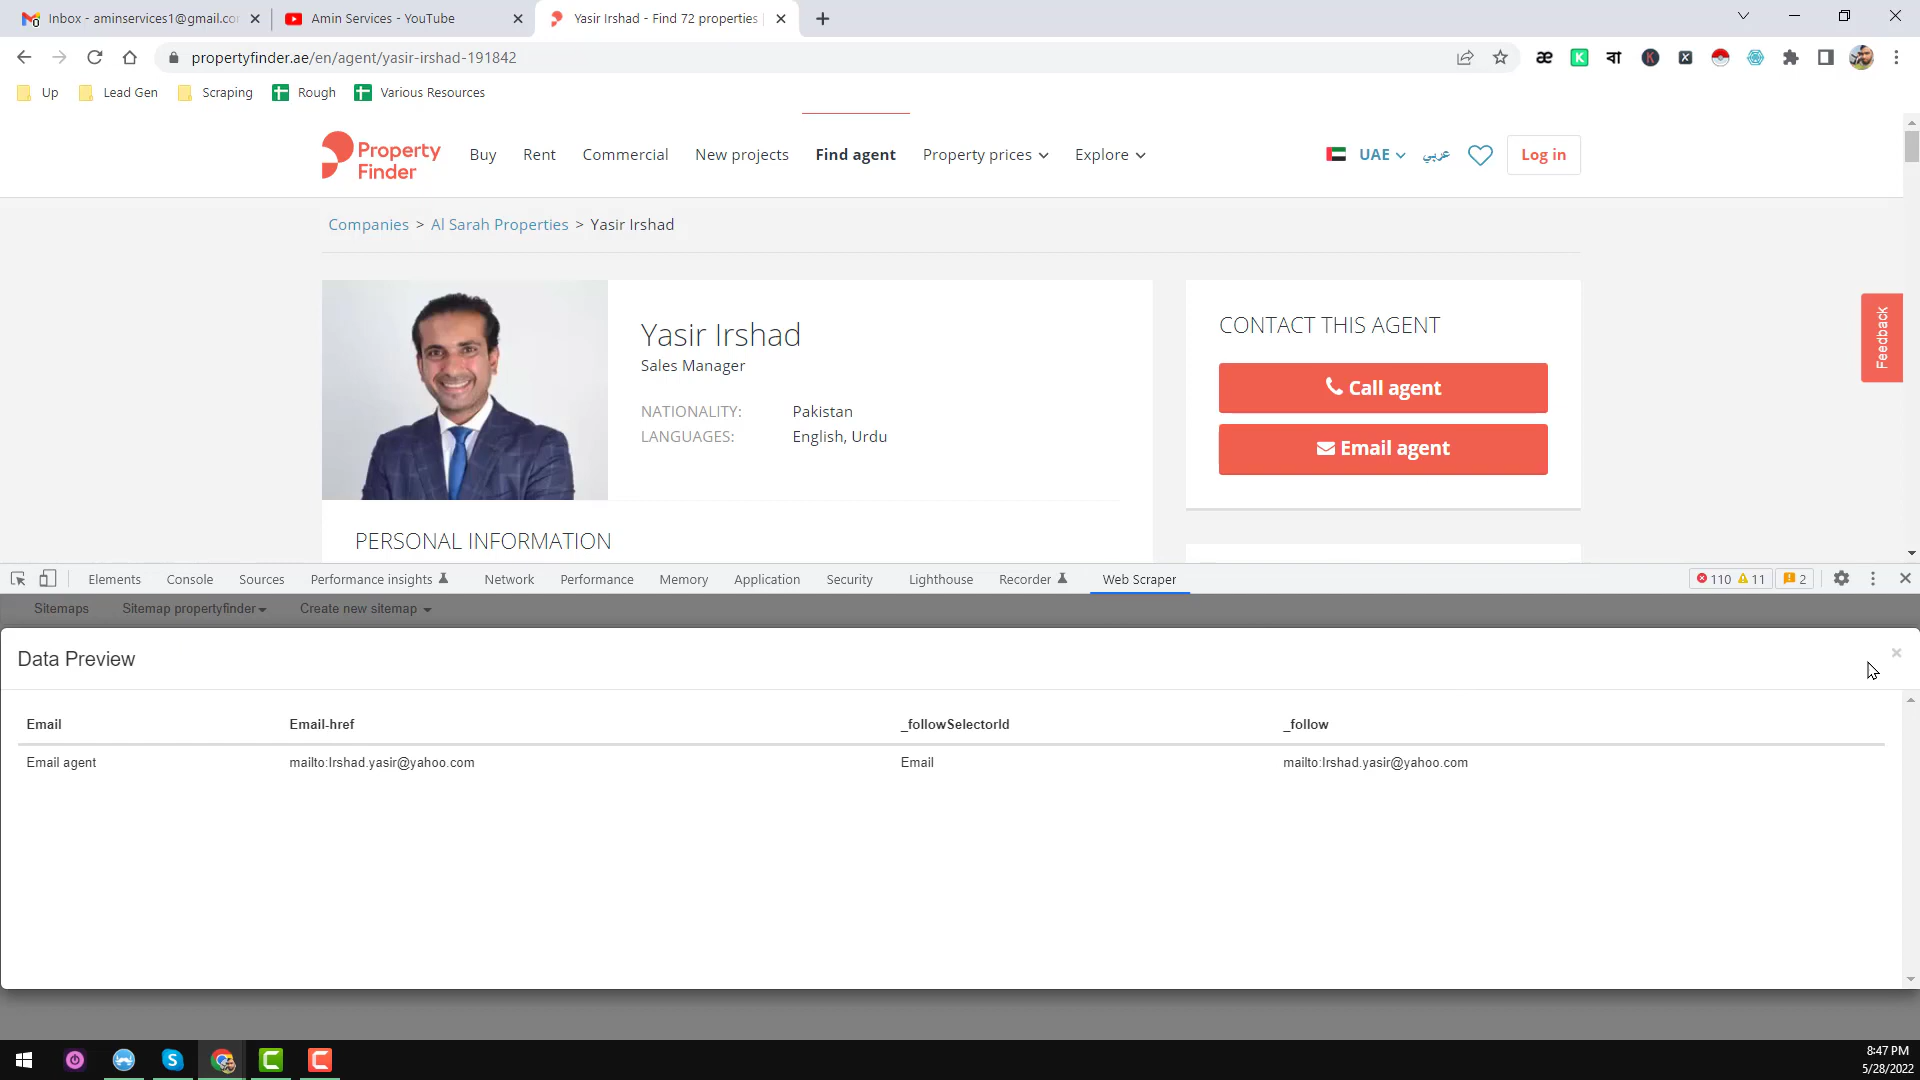 Inbox - aminservices1@gmail.co
Amin Services - YouTube
Yasir Irshad - Find 72 properties
propertyfinder.ae/en/agent/yasir-irshad-191842
Up
Lead Gen
Scraping
Rough
Various Resources
Property
Finder
Buy
Rent
Commercial
New projects
Find agent
Property prices
Explore
UAE
عربي
Log in
Companies > Al Sarah Properties > Yasir Irshad
Yasir Irshad
Sales Manager
NATIONALITY: Pakistan
LANGUAGES: English, Urdu
PERSONAL INFORMATION
CONTACT THIS AGENT
Call agent
Email agent
Feedback
Elements
Console
Sources
Performance insights
Network
Performance
Memory
Application
Security
Lighthouse
Recorder
Web Scraper
110 11 2
Sitemaps
Sitemap propertyfinder
Create new sitemap
Data Preview
Email Email-href _followSelectorId _follow
Email agent mailto:Irshad.yasir@yahoo.com Email mailto:Irshad.yasir@yahoo.com
8:47 PM
5/28/2022